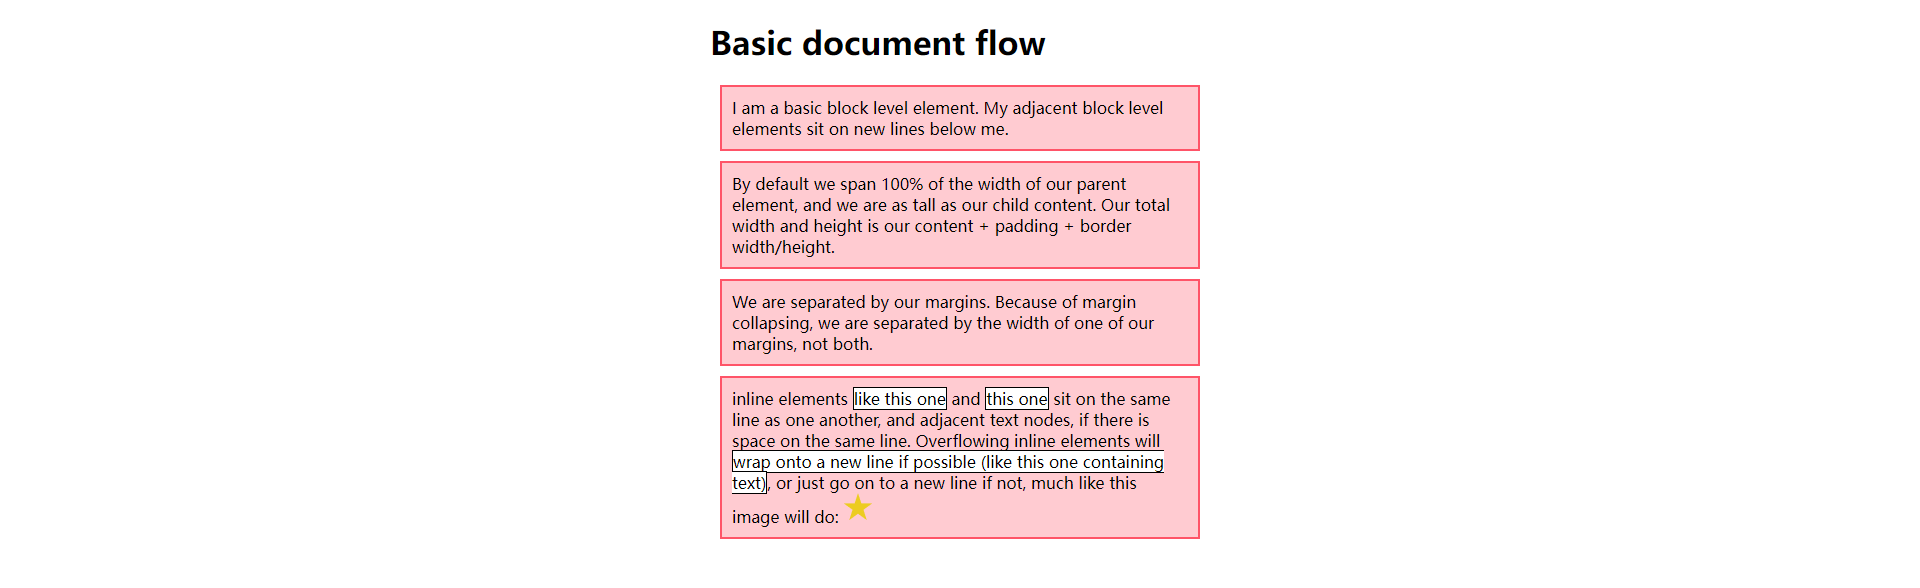 Basic document flow
I am a basic block level element. My adjacent block level
elements sit on new lines below me.
By default we span 100% of the width of our parent
element, and we are as tall as our child content. Our total
width and height is our content + padding + border
width/height.
We are separated by our margins. Because of margin
collapsing, we are separated by the width of one of our
margins, not both.
inline elements like this one and this one sit on the same
line as one another, and adjacent text nodes, if there is
space on the same line. Overflowing inline elements will
wrap onto a new line if possible (like this one containing
text), or just go on to a new line if not, much like this
image will do: